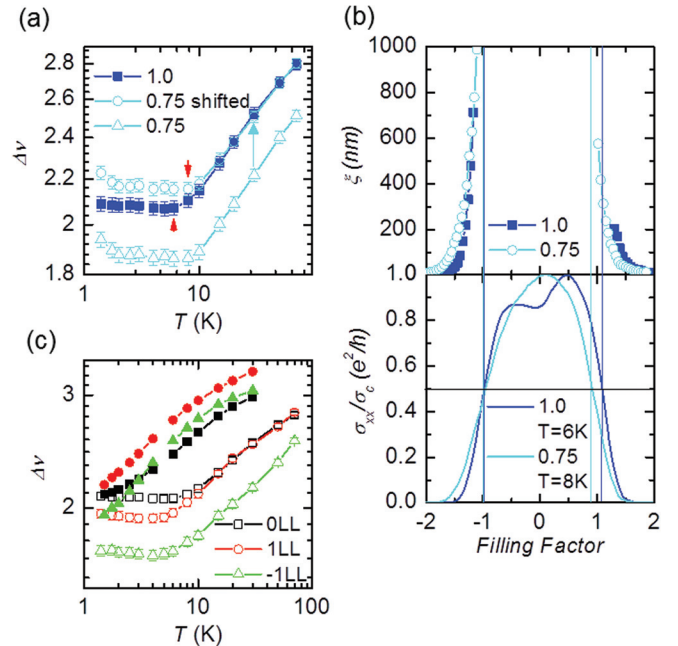 (a)
2.8
2.6
2.4
2.2
2
1.8
Δν
1.0
0.75 shifted
0.75
1
10
100
T (K)
(b)
1000
800
600
400
200
ξ (nm)
1.0
0.75
1.0
0.8
0.6
0.4
0.2
0.0
σxx/σc (e²/h)
1.0
T=6K
0.75
T=8K
-2
-1
0
1
2
Filling Factor
(c)
3
2
Δν
0LL
1LL
-1LL
1
10
100
T (K)